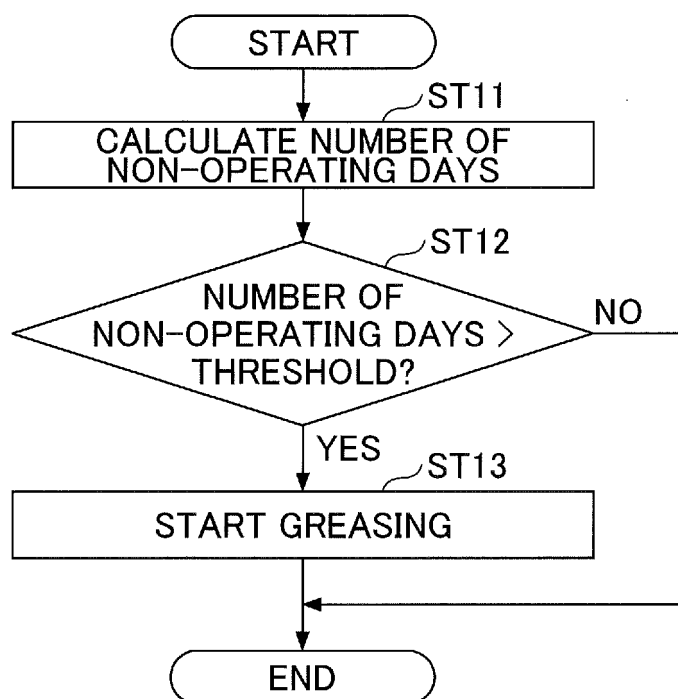 START
ST11
CALCULATE NUMBER OF
NON-OPERATING DAYS
ST12
NUMBER OF
NON-OPERATING DAYS >
THRESHOLD?
NO
YES
ST13
START GREASING
END